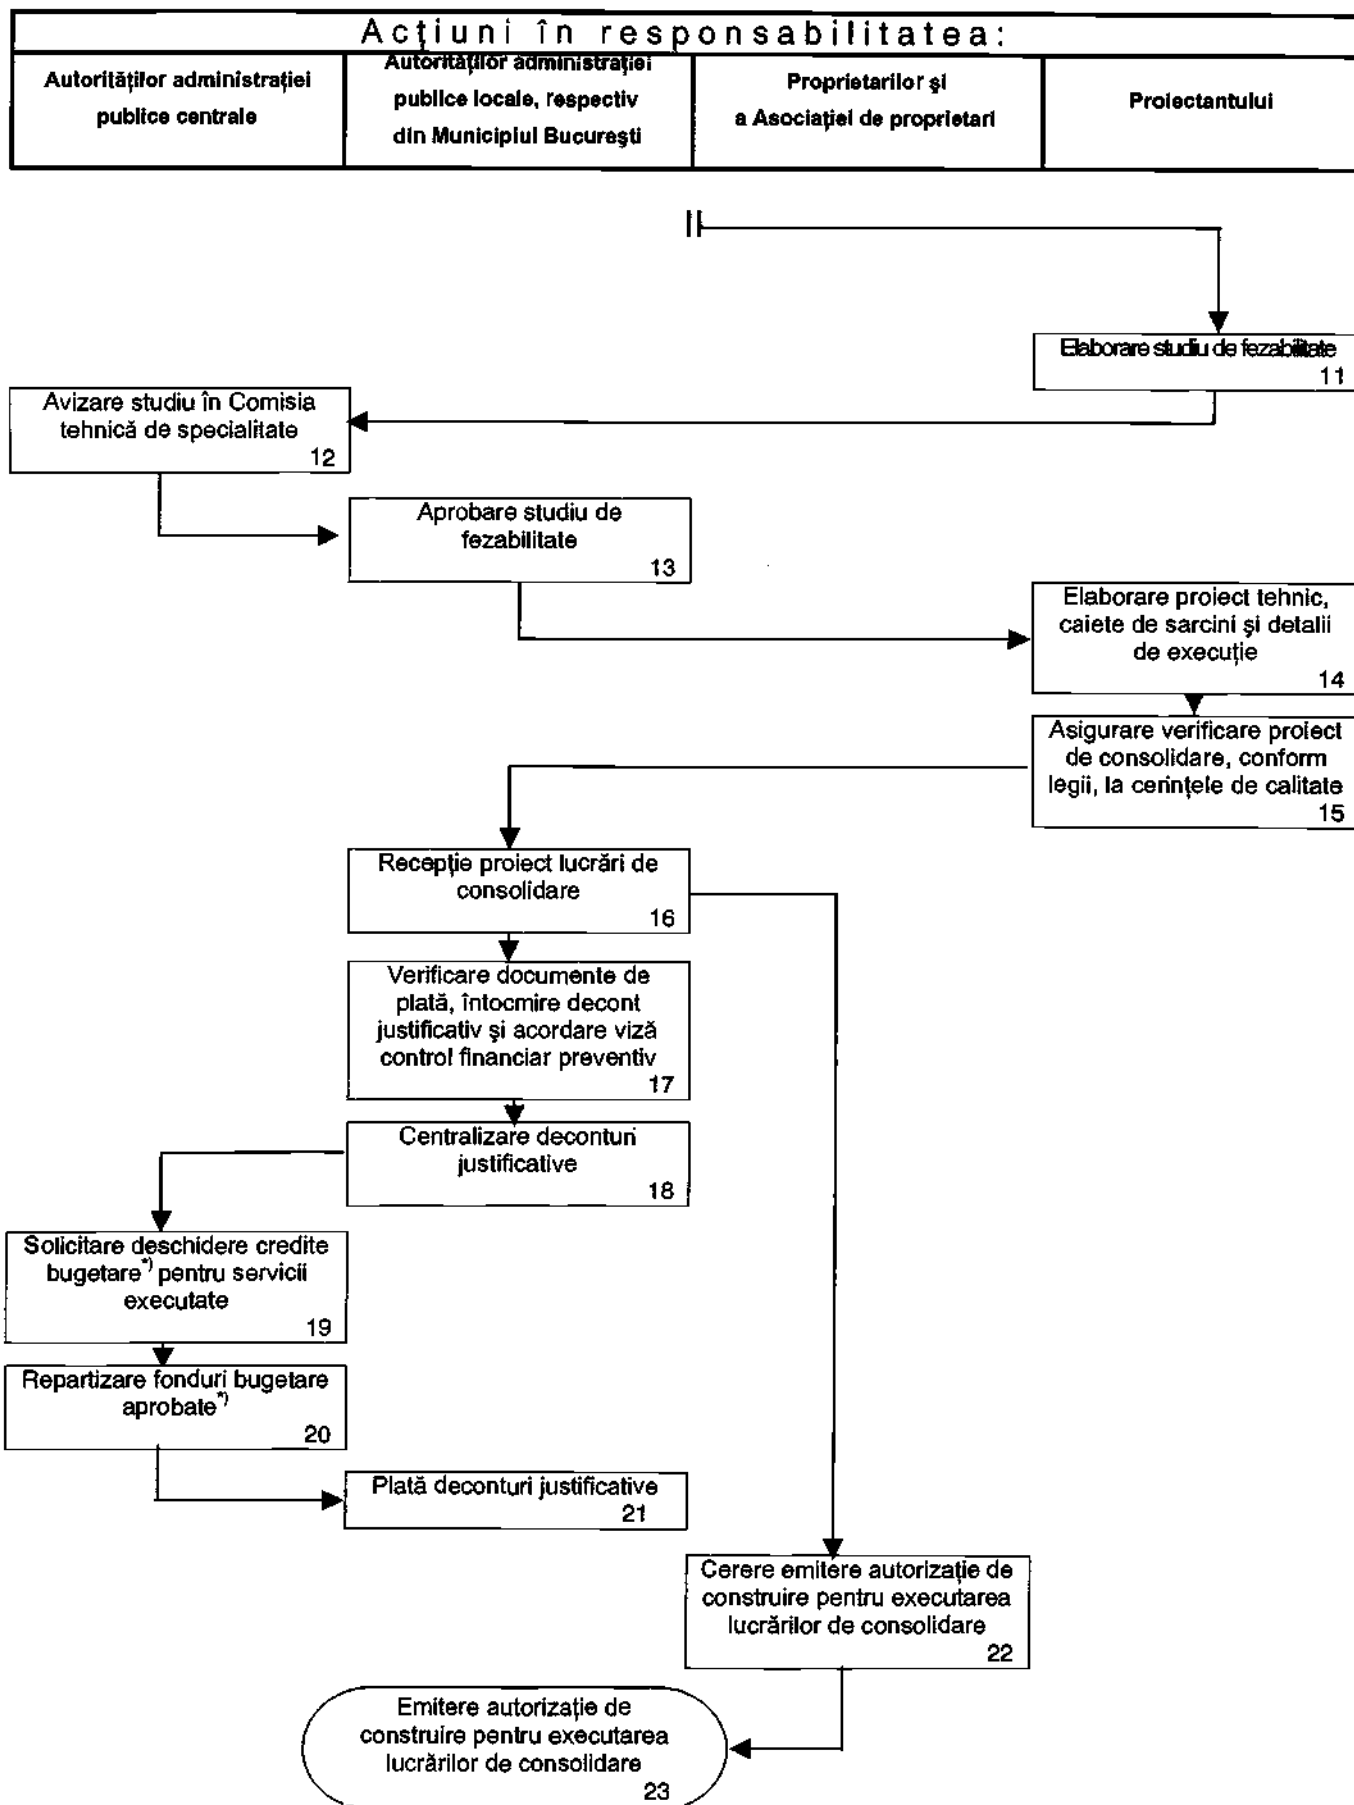 Acţiuni în responsabilitatea:
Autorităţilor administraţiei
publice centrale
Autorităţilor administraţiei
publice locale, respectiv
din Municipiul Bucureşti
Proprietarilor şi
a Asociaţiei de proprietari
Proiectantului
Elaborare studiu de fezabilitate
11
Avizare studiu în Comisia
tehnică de specialitate
12
Aprobare studiu de
fezabilitate
13
Elaborare proiect tehnic,
caiete de sarcini şi detalii
de execuţie
14
Asigurare verificare proiect
de consolidare, conform
legii, la cerinţele de calitate
15
Recepţie proiect lucrări de
consolidare
16
Verificare documente de
plată, întocmire decont
justificativ şi acordare viză
control financiar preventiv
17
Centralizare deconturi
justificative
18
Solicitare deschidere credite
bugetare*) pentru servicii
executate
19
Repartizare fonduri bugetare
aprobate*)
20
Plată deconturi justificative
21
Cerere emitere autorizaţie de
construire pentru executarea
lucrărilor de consolidare
22
Emitere autorizaţie de
construire pentru executarea
lucrărilor de consolidare
23